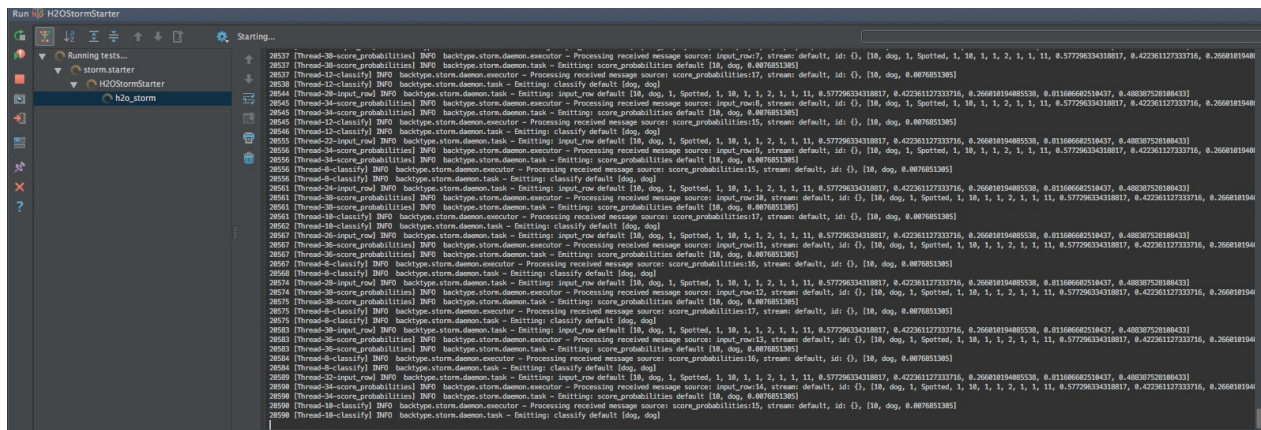 Run H2OStormStarter
Starting...
Running tests...
storm.starter
H2OStormStarter
h2o_storm
20537 [Thread-38-score_probabilities] INFO  backtype.storm.daemon.executor - Processing received message source: input_row:7, stream: default, id: {}, [10, dog, 1, Spotted, 1, 10, 1, 1, 2, 1, 1, 11, 0.577296334318817, 0.422361127333716, 0.26601019408
20537 [Thread-38-score_probabilities] INFO  backtype.storm.daemon.task - Emitting: score_probabilities default [10, dog, 0.0076851305]
20537 [Thread-12-classify] INFO  backtype.storm.daemon.executor - Processing received message source: score_probabilities:17, stream: default, id: {}, [10, dog, 0.0076851305]
20538 [Thread-12-classify] INFO  backtype.storm.daemon.task - Emitting: classify default [dog, dog]
20544 [Thread-20-input_row] INFO  backtype.storm.daemon.task - Emitting: input_row default [10, dog, 1, Spotted, 1, 10, 1, 1, 2, 1, 1, 11, 0.577296334318817, 0.422361127333716, 0.266010194085538, 0.811606602510437, 0.488387528108433]
20545 [Thread-34-score_probabilities] INFO  backtype.storm.daemon.executor - Processing received message source: input_row:8, stream: default, id: {}, [10, dog, 1, Spotted, 1, 10, 1, 1, 2, 1, 1, 11, 0.577296334318817, 0.422361127333716, 0.26601019408
20545 [Thread-34-score_probabilities] INFO  backtype.storm.daemon.task - Emitting: score_probabilities default [10, dog, 0.0076851305]
20545 [Thread-12-classify] INFO  backtype.storm.daemon.executor - Processing received message source: score_probabilities:15, stream: default, id: {}, [10, dog, 0.0076851305]
20546 [Thread-12-classify] INFO  backtype.storm.daemon.task - Emitting: classify default [dog, dog]
20555 [Thread-22-input_row] INFO  backtype.storm.daemon.task - Emitting: input_row default [10, dog, 1, Spotted, 1, 10, 1, 1, 2, 1, 1, 11, 0.577296334318817, 0.422361127333716, 0.266010194085538, 0.811606602510437, 0.488387528108433]
20556 [Thread-34-score_probabilities] INFO  backtype.storm.daemon.executor - Processing received message source: input_row:9, stream: default, id: {}, [10, dog, 1, Spotted, 1, 10, 1, 1, 2, 1, 1, 11, 0.577296334318817, 0.422361127333716, 0.26601019408
20556 [Thread-34-score_probabilities] INFO  backtype.storm.daemon.task - Emitting: score_probabilities default [10, dog, 0.0076851305]
20556 [Thread-8-classify] INFO  backtype.storm.daemon.executor - Processing received message source: score_probabilities:15, stream: default, id: {}, [10, dog, 0.0076851305]
20556 [Thread-8-classify] INFO  backtype.storm.daemon.task - Emitting: classify default [dog, dog]
20561 [Thread-24-input_row] INFO  backtype.storm.daemon.task - Emitting: input_row default [10, dog, 1, Spotted, 1, 10, 1, 1, 2, 1, 1, 11, 0.577296334318817, 0.422361127333716, 0.266010194085538, 0.811606602510437, 0.488387528108433]
20561 [Thread-38-score_probabilities] INFO  backtype.storm.daemon.executor - Processing received message source: input_row:10, stream: default, id: {}, [10, dog, 1, Spotted, 1, 10, 1, 1, 2, 1, 1, 11, 0.577296334318817, 0.422361127333716, 0.2660101940
20561 [Thread-38-score_probabilities] INFO  backtype.storm.daemon.task - Emitting: score_probabilities default [10, dog, 0.0076851305]
20561 [Thread-10-classify] INFO  backtype.storm.daemon.executor - Processing received message source: score_probabilities:17, stream: default, id: {}, [10, dog, 0.0076851305]
20562 [Thread-10-classify] INFO  backtype.storm.daemon.task - Emitting: classify default [dog, dog]
20567 [Thread-26-input_row] INFO  backtype.storm.daemon.task - Emitting: input_row default [10, dog, 1, Spotted, 1, 10, 1, 1, 2, 1, 1, 11, 0.577296334318817, 0.422361127333716, 0.266010194085538, 0.811606602510437, 0.488387528108433]
20567 [Thread-36-score_probabilities] INFO  backtype.storm.daemon.executor - Processing received message source: input_row:11, stream: default, id: {}, [10, dog, 1, Spotted, 1, 10, 1, 1, 2, 1, 1, 11, 0.577296334318817, 0.422361127333716, 0.2660101940
20567 [Thread-36-score_probabilities] INFO  backtype.storm.daemon.task - Emitting: score_probabilities default [10, dog, 0.0076851305]
20567 [Thread-8-classify] INFO  backtype.storm.daemon.executor - Processing received message source: score_probabilities:16, stream: default, id: {}, [10, dog, 0.0076851305]
20568 [Thread-8-classify] INFO  backtype.storm.daemon.task - Emitting: classify default [dog, dog]
20574 [Thread-28-input_row] INFO  backtype.storm.daemon.task - Emitting: input_row default [10, dog, 1, Spotted, 1, 10, 1, 1, 2, 1, 1, 11, 0.577296334318817, 0.422361127333716, 0.266010194085538, 0.811606602510437, 0.488387528108433]
20574 [Thread-38-score_probabilities] INFO  backtype.storm.daemon.executor - Processing received message source: input_row:12, stream: default, id: {}, [10, dog, 1, Spotted, 1, 10, 1, 1, 2, 1, 1, 11, 0.577296334318817, 0.422361127333716, 0.2660101940
20575 [Thread-38-score_probabilities] INFO  backtype.storm.daemon.task - Emitting: score_probabilities default [10, dog, 0.0076851305]
20575 [Thread-8-classify] INFO  backtype.storm.daemon.executor - Processing received message source: score_probabilities:17, stream: default, id: {}, [10, dog, 0.0076851305]
20575 [Thread-8-classify] INFO  backtype.storm.daemon.task - Emitting: classify default [dog, dog]
20583 [Thread-30-input_row] INFO  backtype.storm.daemon.task - Emitting: input_row default [10, dog, 1, Spotted, 1, 10, 1, 1, 2, 1, 1, 11, 0.577296334318817, 0.422361127333716, 0.266010194085538, 0.811606602510437, 0.488387528108433]
20583 [Thread-36-score_probabilities] INFO  backtype.storm.daemon.executor - Processing received message source: input_row:13, stream: default, id: {}, [10, dog, 1, Spotted, 1, 10, 1, 1, 2, 1, 1, 11, 0.577296334318817, 0.422361127333716, 0.2660101940
20583 [Thread-36-score_probabilities] INFO  backtype.storm.daemon.task - Emitting: score_probabilities default [10, dog, 0.0076851305]
20584 [Thread-8-classify] INFO  backtype.storm.daemon.executor - Processing received message source: score_probabilities:16, stream: default, id: {}, [10, dog, 0.0076851305]
20584 [Thread-8-classify] INFO  backtype.storm.daemon.task - Emitting: classify default [dog, dog]
20589 [Thread-32-input_row] INFO  backtype.storm.daemon.task - Emitting: input_row default [10, dog, 1, Spotted, 1, 10, 1, 1, 2, 1, 1, 11, 0.577296334318817, 0.422361127333716, 0.266010194085538, 0.811606602510437, 0.488387528108433]
20590 [Thread-34-score_probabilities] INFO  backtype.storm.daemon.executor - Processing received message source: input_row:14, stream: default, id: {}, [10, dog, 1, Spotted, 1, 10, 1, 1, 2, 1, 1, 11, 0.577296334318817, 0.422361127333716, 0.2660101940
20590 [Thread-34-score_probabilities] INFO  backtype.storm.daemon.task - Emitting: score_probabilities default [10, dog, 0.0076851305]
20590 [Thread-10-classify] INFO  backtype.storm.daemon.executor - Processing received message source: score_probabilities:15, stream: default, id: {}, [10, dog, 0.0076851305]
20590 [Thread-10-classify] INFO  backtype.storm.daemon.task - Emitting: classify default [dog, dog]